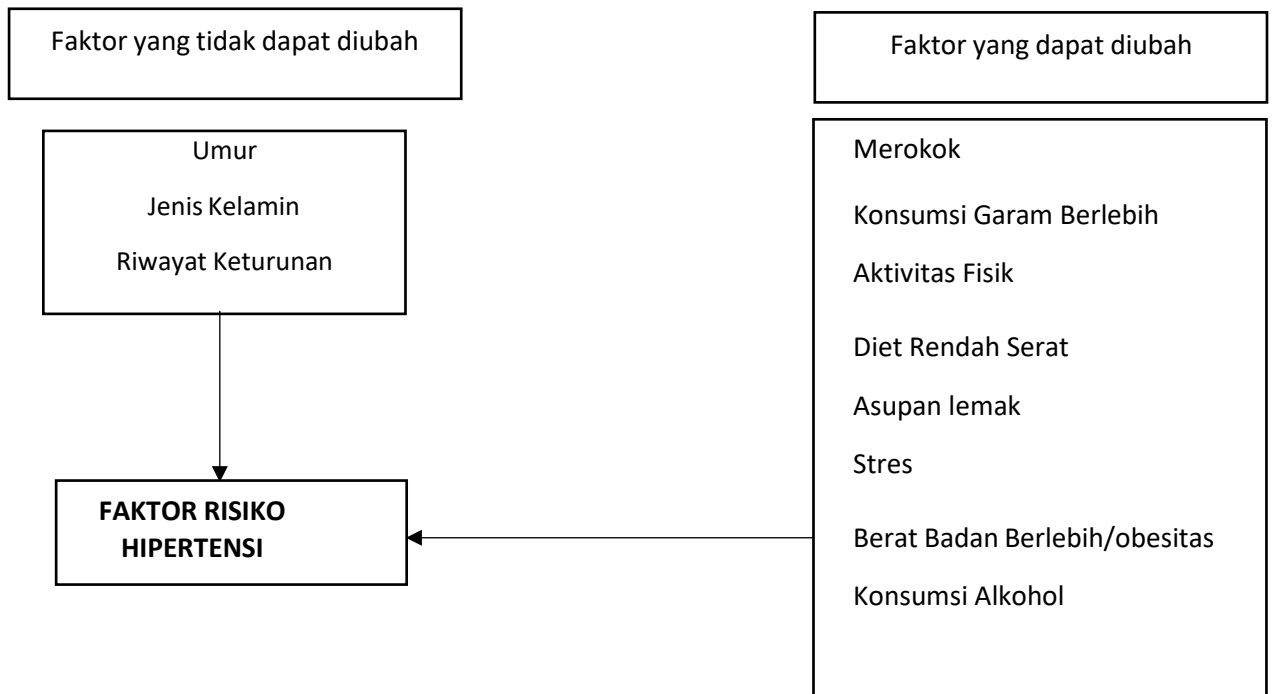 Faktor yang tidak dapat diubah
Umur
Jenis Kelamin
Riwayat Keturunan
FAKTOR RISIKO
HIPERTENSI
Faktor yang dapat diubah
Merokok
Konsumsi Garam Berlebih
Aktivitas Fisik
Diet Rendah Serat
Asupan lemak
Stres
Berat Badan Berlebih/obesitas
Konsumsi Alkohol